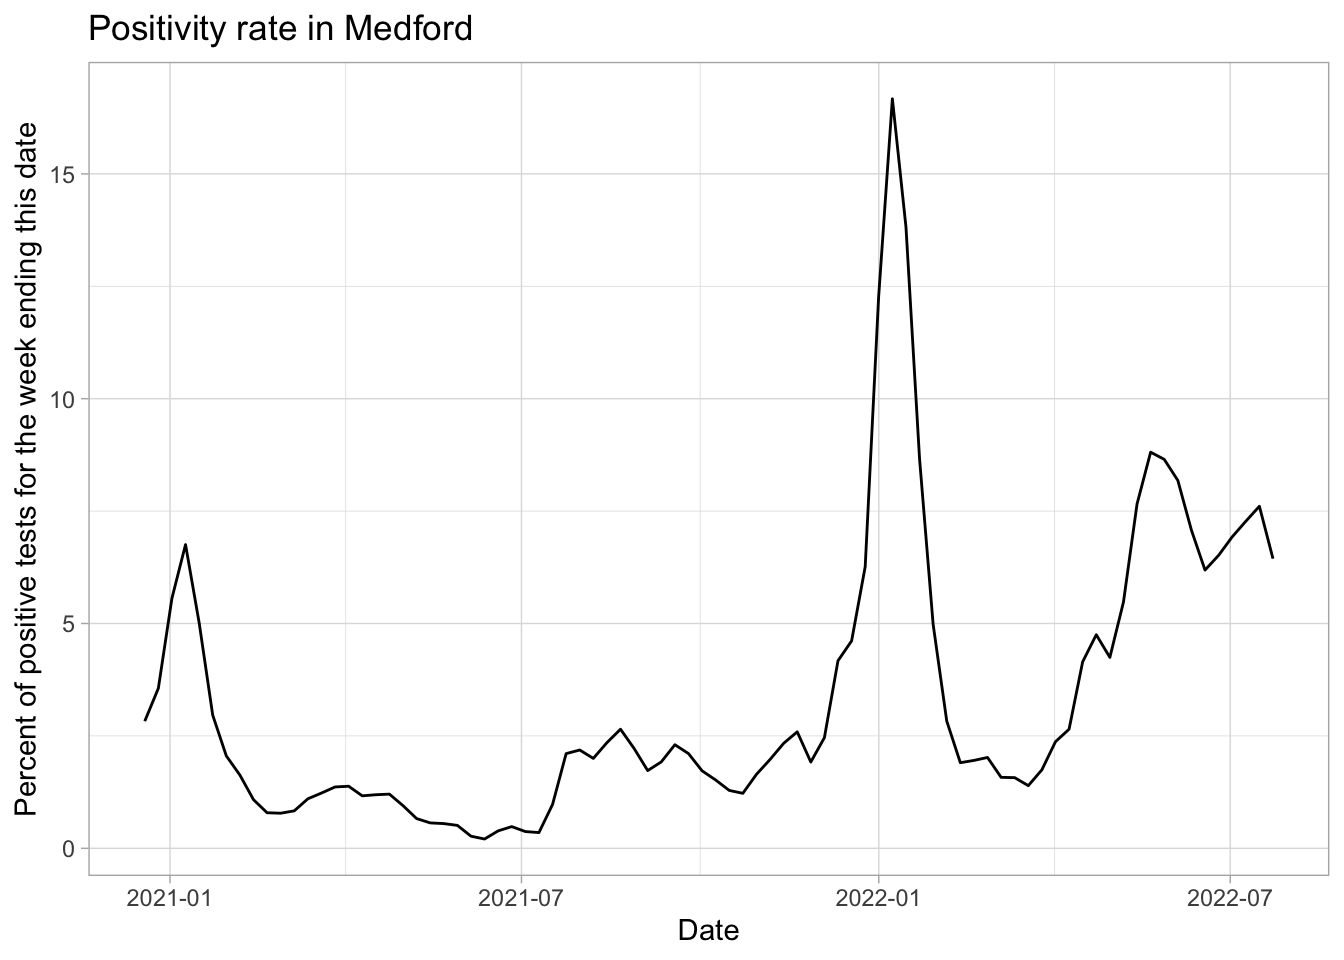 Positivity rate in Medford
Percent of positive tests for the week ending this date
15
10
5
0
2021-01
2021-07
2022-01
2022-07
Date